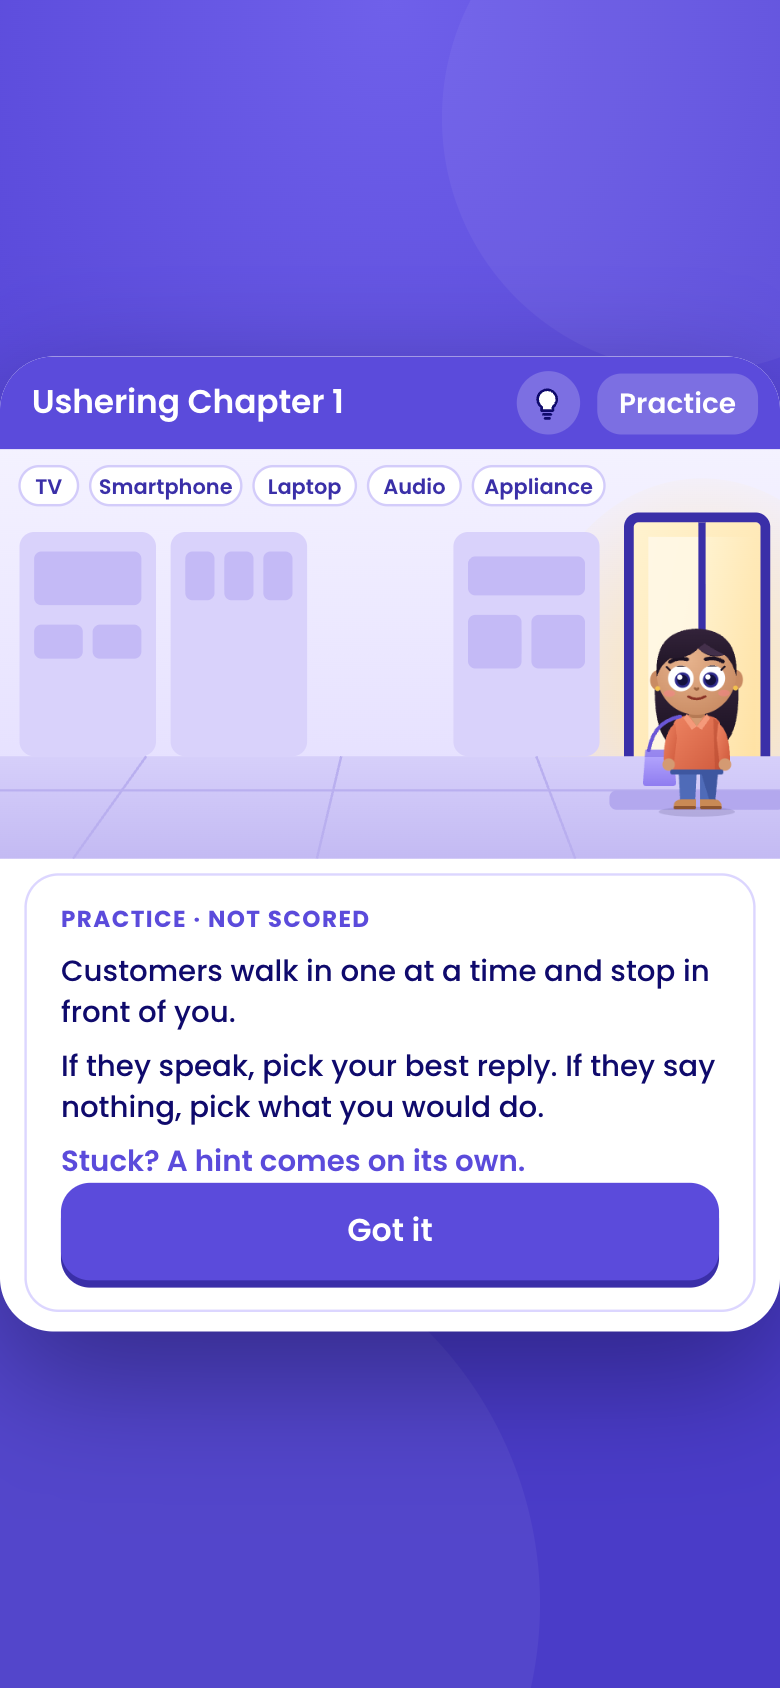 Ushering Chapter 1
Practice
TV
Smartphone
Laptop
Audio
Appliance
PRACTICE · NOT SCORED
Customers walk in one at a time and stop in
front of you.
If they speak, pick your best reply. If they say
nothing, pick what you would do.
Stuck? A hint comes on its own.
Got it